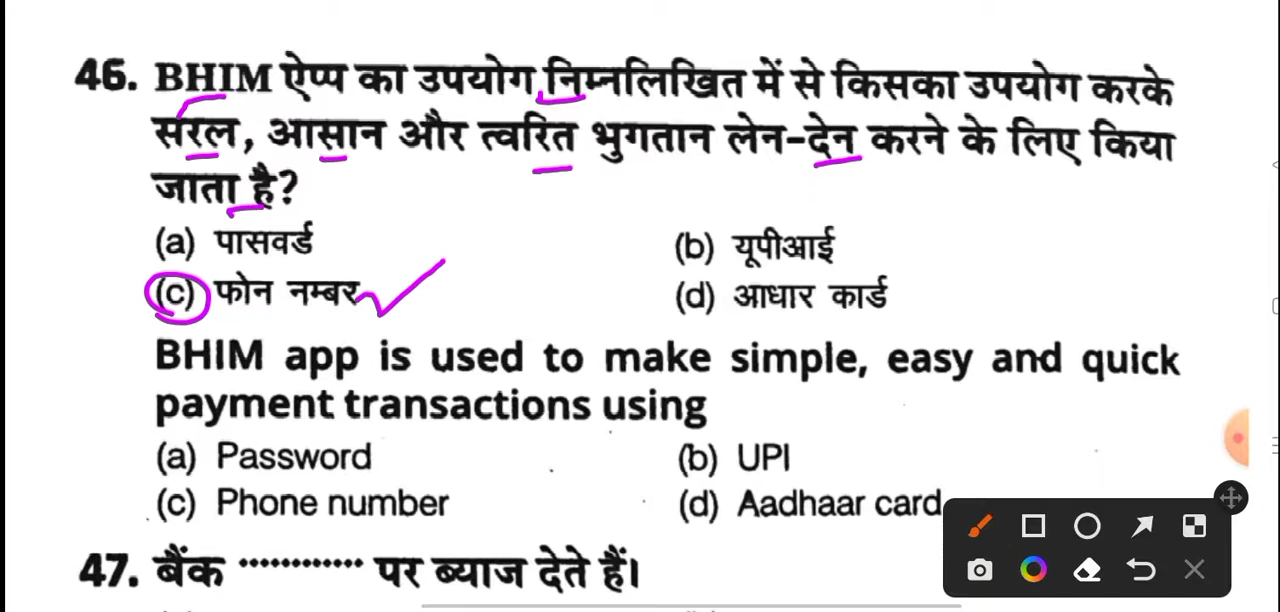 46. BHIM ऐप्प का उपयोग निम्नलिखित में से किसका उपयोग करके
सरल, आसान और त्वरित भुगतान लेन-देन करने के लिए किया
जाता है?
(a) पासवर्ड (b) यूपीआई
(c) फोन नम्बर (d) आधार कार्ड
BHIM app is used to make simple, easy and quick
payment transactions using
(a) Password (b) UPI
(c) Phone number (d) Aadhaar card
47. बैंक ............. पर ब्याज देते हैं।